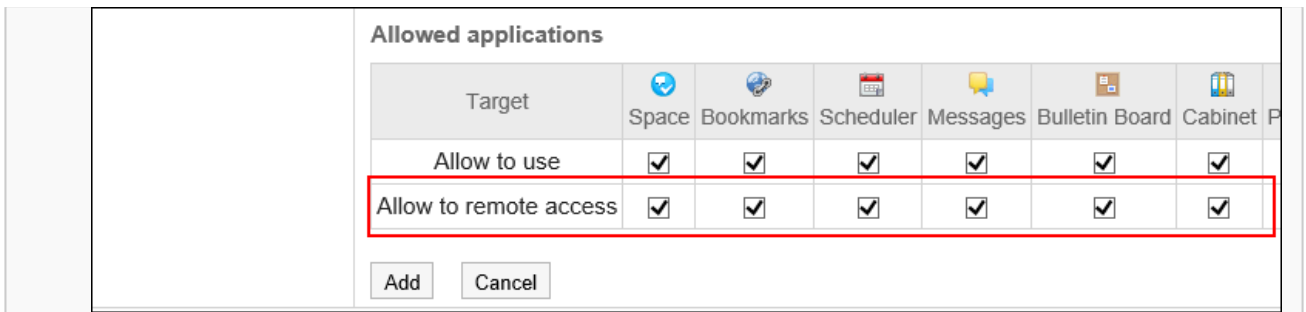 Allowed applications
Target Space Bookmarks Scheduler Messages Bulletin Board Cabinet P
Allow to use
Allow to remote access
Add Cancel